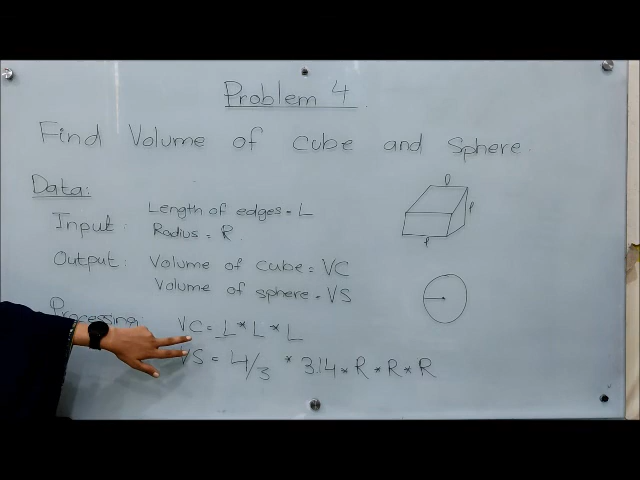 Problem 4
Find Volume of cube and Sphere.
Data:
Input: Length of edges = L
Radius = R.
Output: Volume of cube = VC
Volume of sphere = VS
Processing:
VC = L * L * L
VS = 4/3 * 3.14 * R * R * R
l
l
l